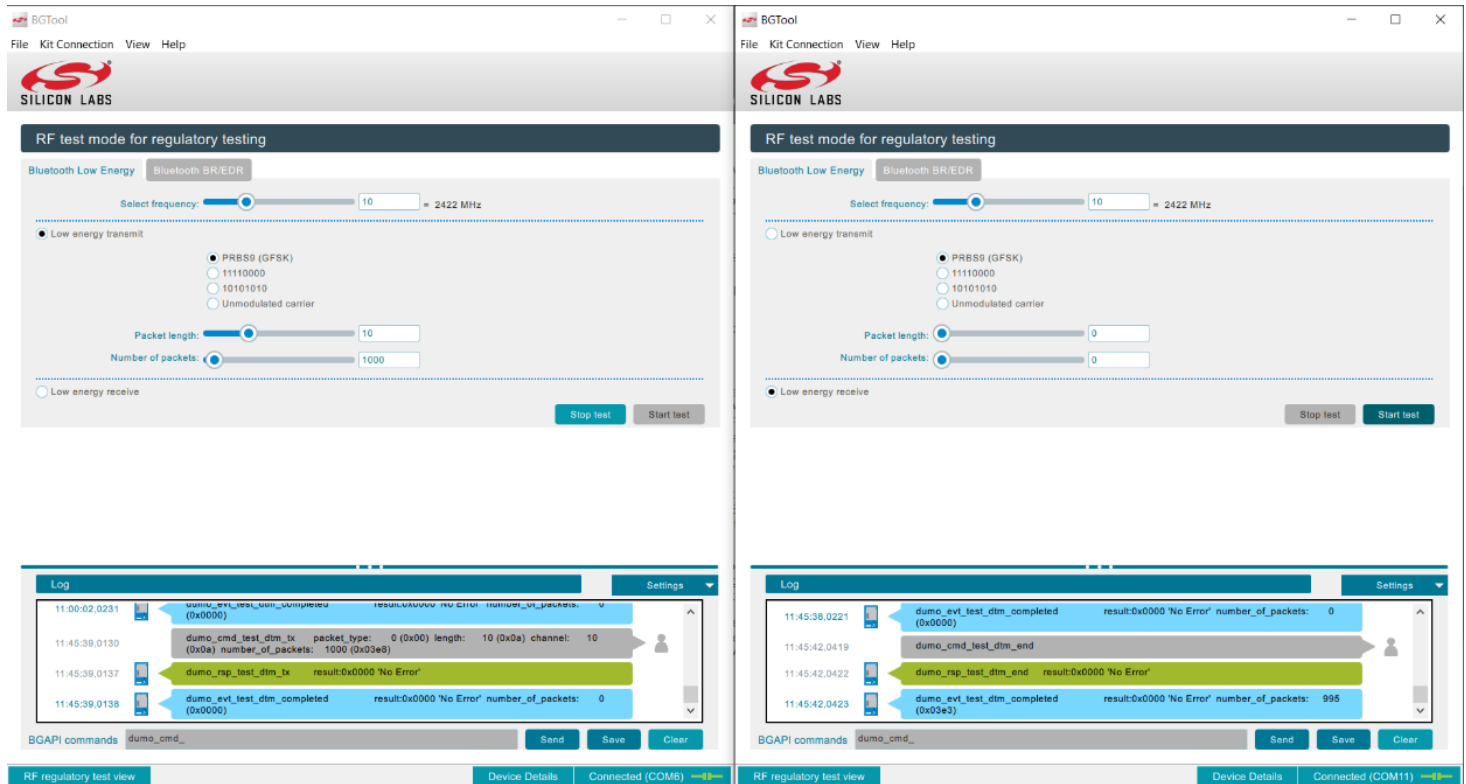 BGTool
File Kit Connection View Help
SILICON LABS
RF test mode for regulatory testing
Bluetooth Low Energy Bluetooth BR/EDR
Select frequency: 10 = 2422 MHz
Low energy transmit
PRBS9 (GFSK)
11110000
10101010
Unmodulated carrier
Packet length: 10
Number of packets: 1000
Low energy receive
Stop test Start test
Log Settings
11:00:02,0231 dumo_evt_test_dtm_completed result:0x0000 'No Error' number_of_packets: 0
(0x0000)
11:45:39,0130 dumo_cmd_test_dtm_tx packet_type: 0 (0x00) length: 10 (0x0a) channel: 10
(0x0a) number_of_packets: 1000 (0x03e8)
11:45:39,0137 dumo_rsp_test_dtm_tx result:0x0000 'No Error'
11:45:39,0138 dumo_evt_test_dtm_completed result:0x0000 'No Error' number_of_packets: 0
(0x0000)
BGAPI commands dumo_cmd_ Send Save Clear
RF regulatory test view Device Details Connected (COM6)
BGTool
File Kit Connection View Help
SILICON LABS
RF test mode for regulatory testing
Bluetooth Low Energy Bluetooth BR/EDR
Select frequency: 10 = 2422 MHz
Low energy transmit
PRBS9 (GFSK)
11110000
10101010
Unmodulated carrier
Packet length: 0
Number of packets: 0
Low energy receive
Stop test Start test
Log Settings
11:45:38,0221 dumo_evt_test_dtm_completed result:0x0000 'No Error' number_of_packets: 0
(0x0000)
11:45:42,0419 dumo_cmd_test_dtm_end
11:45:42,0422 dumo_rsp_test_dtm_end result:0x0000 'No Error'
11:45:42,0423 dumo_evt_test_dtm_completed result:0x0000 'No Error' number_of_packets: 995
(0x03e3)
BGAPI commands dumo_cmd_ Send Save Clear
RF regulatory test view Device Details Connected (COM11)